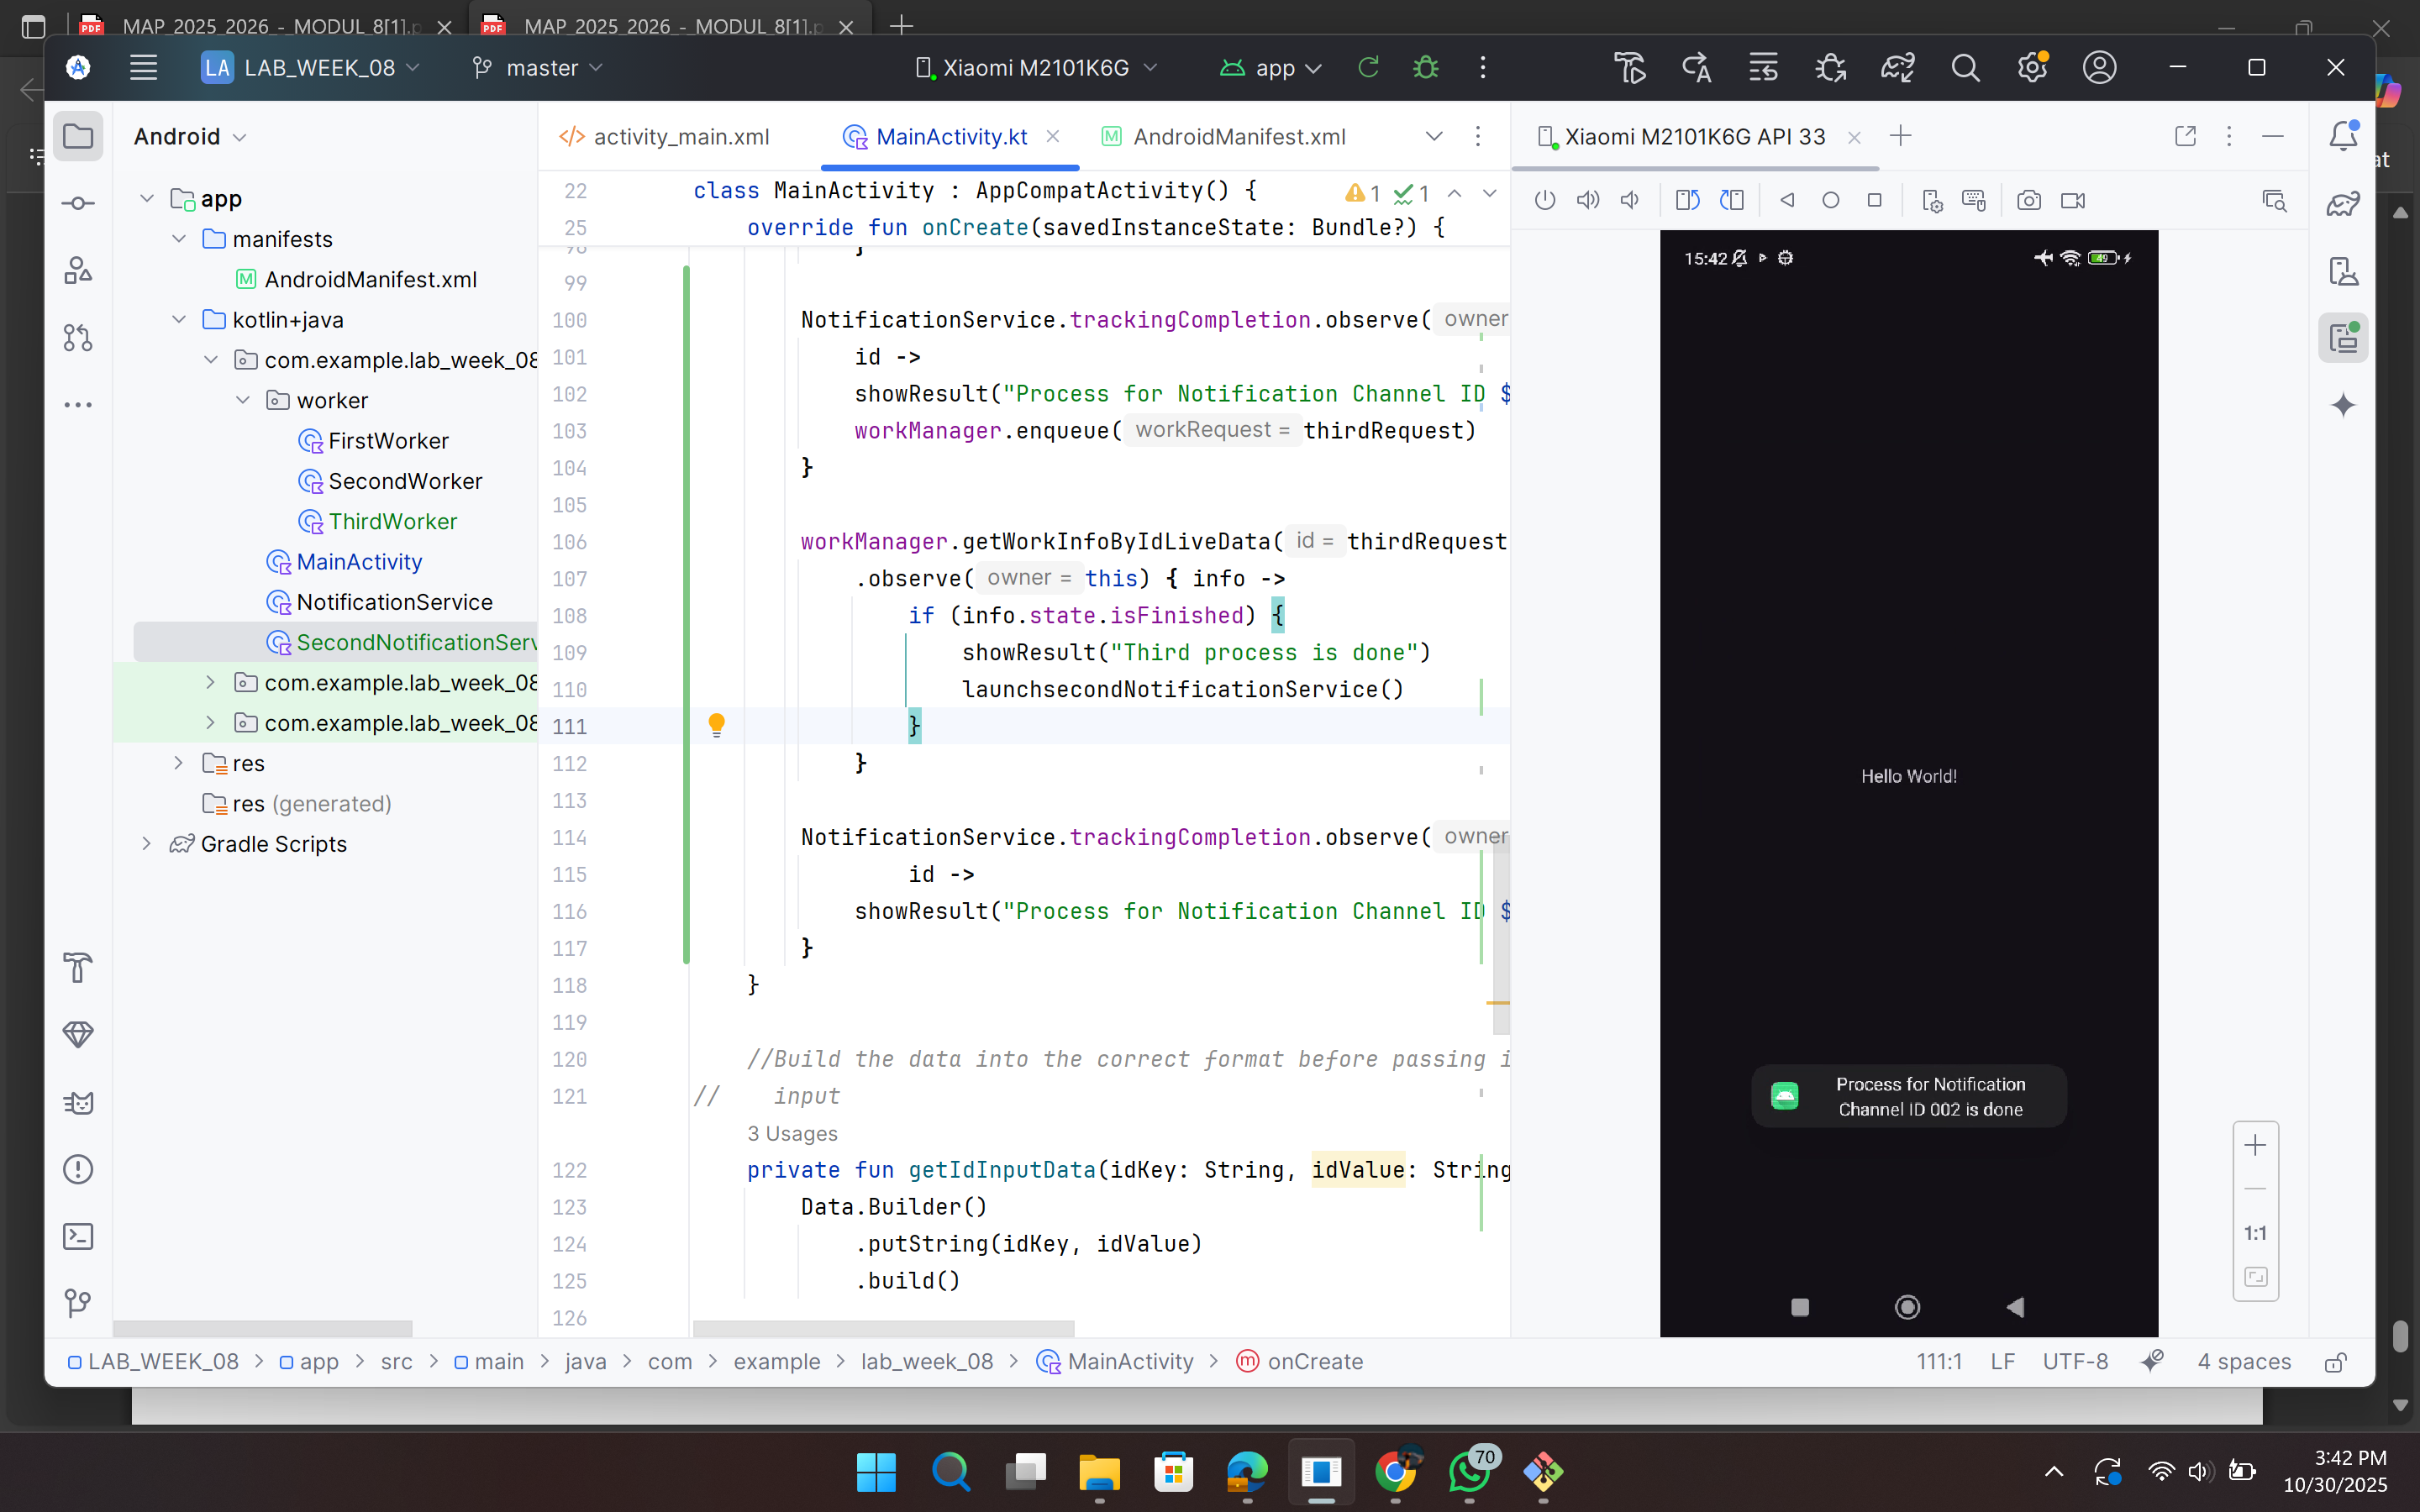 MAP_2025_2026_-_MODUL_8[1].p
MAP_2025_2026_-_MODUL_8[1].p
LA LAB_WEEK_08
master
Xiaomi M2101K6G
app
Android
activity_main.xml
MainActivity.kt
AndroidManifest.xml
Xiaomi M2101K6G API 33
app
manifests
AndroidManifest.xml
kotlin+java
com.example.lab_week_08
worker
FirstWorker
SecondWorker
ThirdWorker
MainActivity
NotificationService
SecondNotificationServ
com.example.lab_week_08
com.example.lab_week_08
res
res (generated)
Gradle Scripts
22 class MainActivity : AppCompatActivity() {
1 1
25 override fun onCreate(savedInstanceState: Bundle?) {
98 }
99
100 NotificationService.trackingCompletion.observe( owner
101 id ->
102 showResult("Process for Notification Channel ID $
103 workManager.enqueue( workRequest = thirdRequest)
104 }
105
106 workManager.getWorkInfoByIdLiveData( id = thirdRequest
107 .observe( owner = this) { info ->
108 if (info.state.isFinished) {
109 showResult("Third process is done")
110 launchsecondNotificationService()
111 }
112 }
113
114 NotificationService.trackingCompletion.observe( owner
115 id ->
116 showResult("Process for Notification Channel ID $
117 }
118 }
119
120 //Build the data into the correct format before passing i
121 // input
3 Usages
122 private fun getIdInputData(idKey: String, idValue: String
123 Data.Builder()
124 .putString(idKey, idValue)
125 .build()
126
15:42
49
Hello World!
Process for Notification
Channel ID 002 is done
1:1
at
LAB_WEEK_08 > app > src > main > java > com > example > lab_week_08 > MainActivity > onCreate
111:1 LF UTF-8 4 spaces
70
3:42 PM
10/30/2025